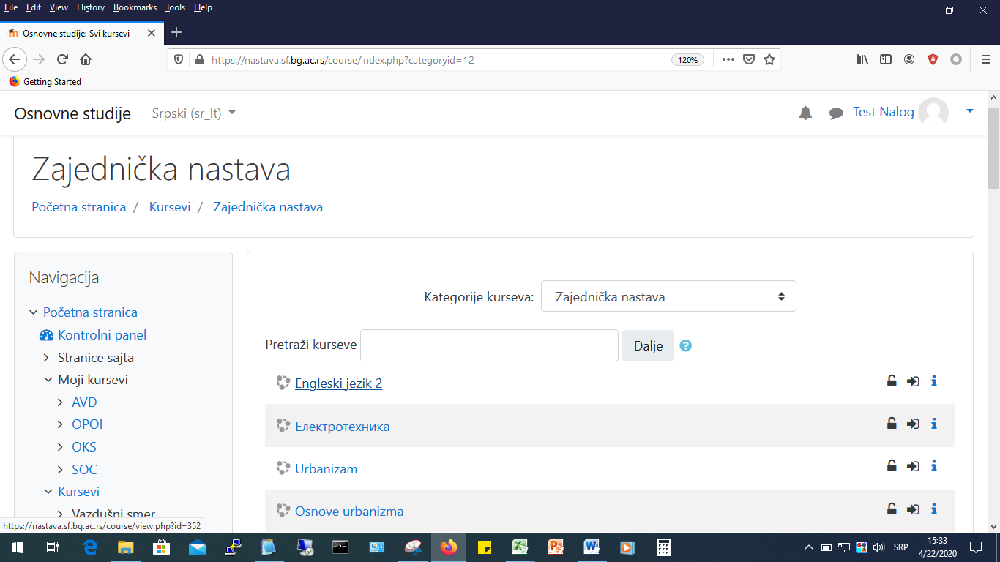 File Edit View History Bookmarks Tools Help
Osnovne studije: Svi kursevi
https://nastava.sf.bg.ac.rs/course/index.php?categoryid=12 120%
Getting Started
Osnovne studije Srpski (sr_lt) Test Nalog
Zajednička nastava
Početna stranica / Kursevi / Zajednička nastava
Navigacija
Početna stranica
Kontrolni panel
Stranice sajta
Moji kursevi
AVD
OPOI
OKS
SOC
Kursevi
Vazdušni smer
Kategorije kurseva: Zajednička nastava
Pretraži kurseve Dalje
Engleski jezik 2
Електротехника
Urbanizam
Osnove urbanizma
https://nastava.sf.bg.ac.rs/course/view.php?id=352
SRP
15:33
4/22/2020